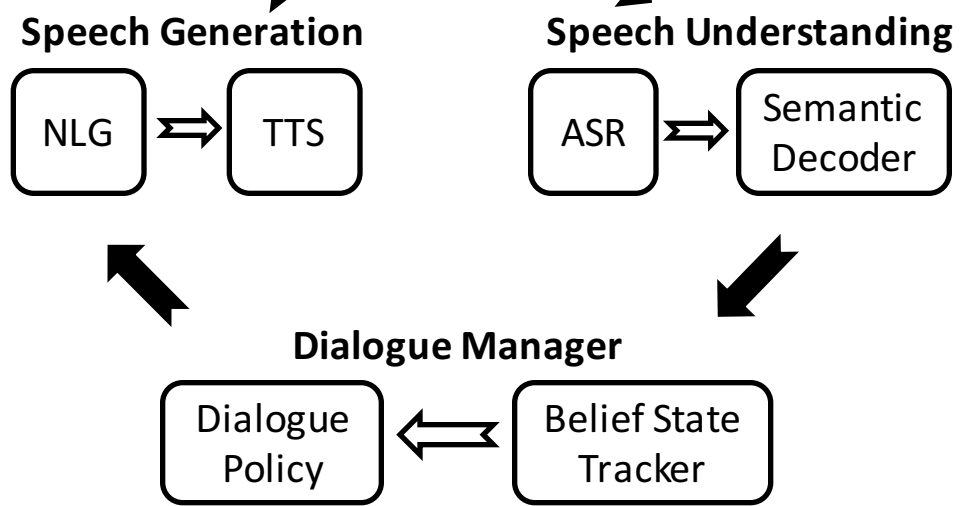 Speech Generation
NLG
TTS
Speech Understanding
ASR
Semantic
Decoder
Dialogue Manager
Dialogue
Policy
Belief State
Tracker